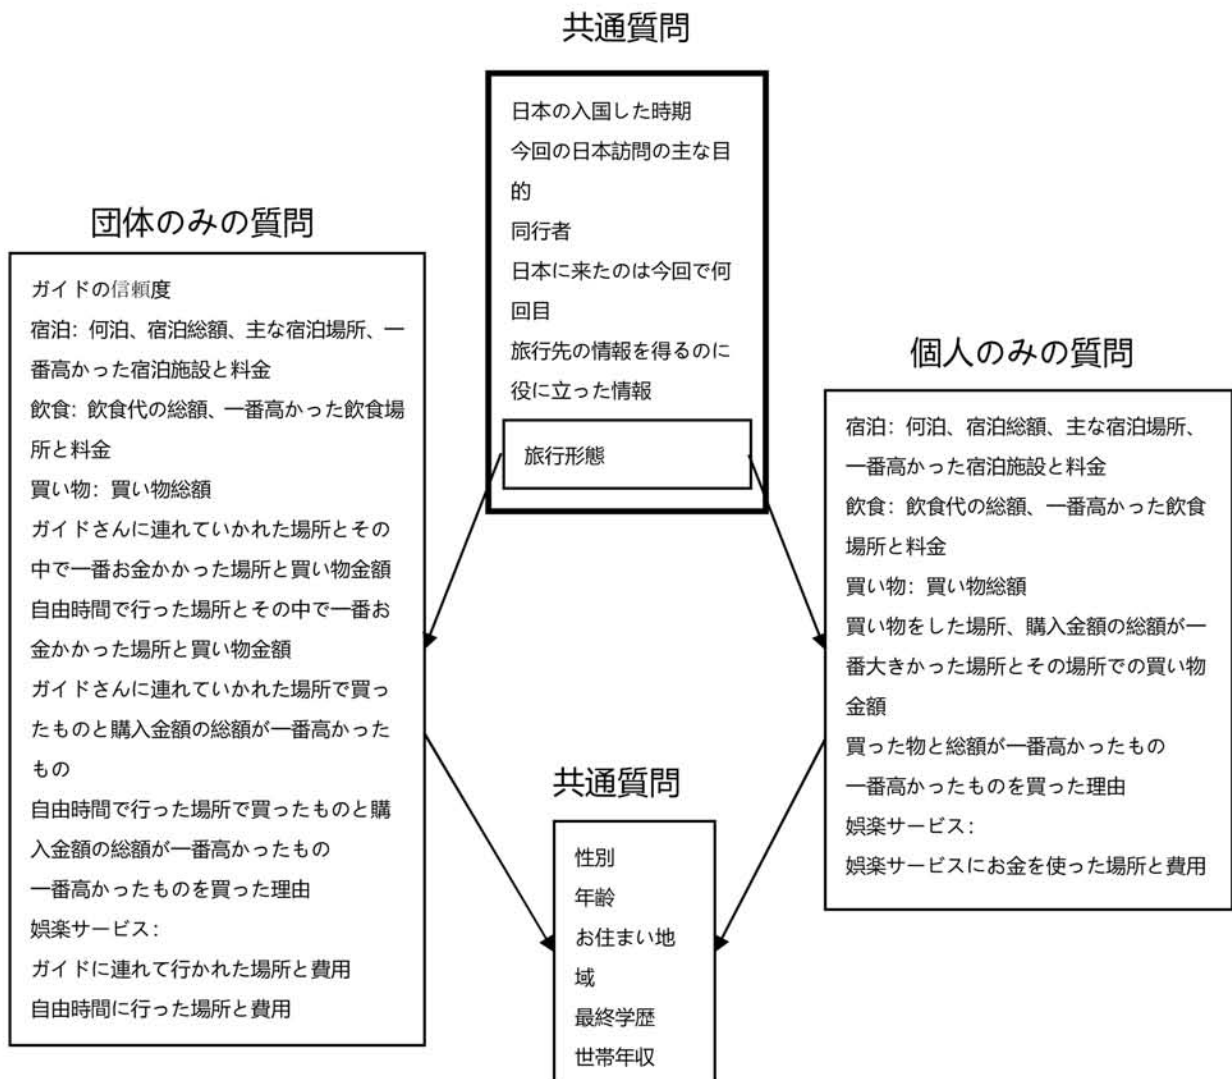 共通質問
日本の入国した時期
今回の日本訪問の主な目
的
同行者
日本に来たのは今回で何
回目
旅行先の情報を得るのに
役に立った情報
旅行形態
団体のみの質問
ガイドの信頼度
宿泊：何泊、宿泊総額、主な宿泊場所、一
番高かった宿泊施設と料金
飲食：飲食代の総額、一番高かった飲食場
所と料金
買い物：買い物総額
ガイドさんに連れていかれた場所とその
中で一番お金かかった場所と買い物金額
自由時間で行った場所とその中で一番お
金かかった場所と買い物金額
ガイドさんに連れていかれた場所で買っ
たものと購入金額の総額が一番高かった
もの
自由時間で行った場所で買ったものと購
入金額の総額が一番高かったもの
一番高かったものを買った理由
娯楽サービス：
ガイドに連れて行かれた場所と費用
自由時間に行った場所と費用
個人のみの質問
宿泊：何泊、宿泊総額、主な宿泊場所、
一番高かった宿泊施設と料金
飲食：飲食代の総額、一番高かった飲食
場所と料金
買い物：買い物総額
買い物をした場所、購入金額の総額が一
番大きかった場所とその場所での買い物
金額
買った物と総額が一番高かったもの
一番高かったものを買った理由
娯楽サービス：
娯楽サービスにお金を使った場所と費用
共通質問
性別
年齢
お住まい地
域
最終学歴
世帯年収